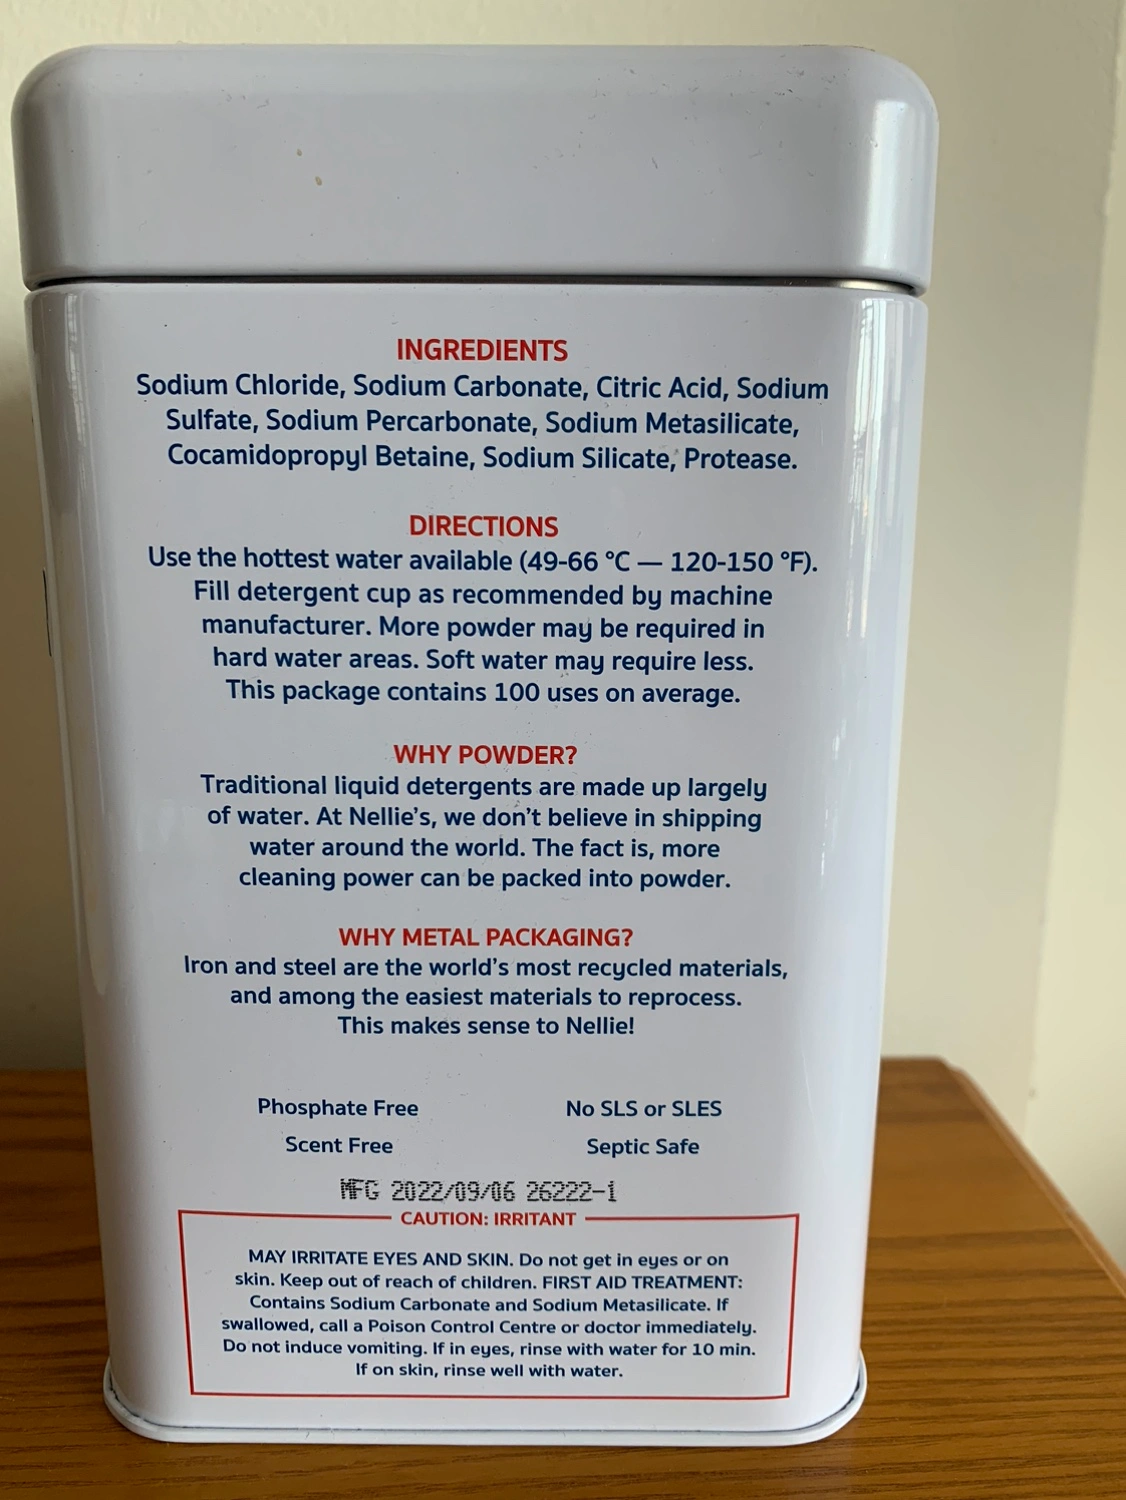 INGREDIENTS
Sodium Chloride, Sodium Carbonate, Citric Acid, Sodium
Sulfate, Sodium Percarbonate, Sodium Metasilicate,
Cocamidopropyl Betaine, Sodium Silicate, Protease.
DIRECTIONS
Use the hottest water available (49-66 °C — 120-150 °F).
Fill detergent cup as recommended by machine
manufacturer. More powder may be required in
hard water areas. Soft water may require less.
This package contains 100 uses on average.
WHY POWDER?
Traditional liquid detergents are made up largely
of water. At Nellie's, we don't believe in shipping
water around the world. The fact is, more
cleaning power can be packed into powder.
WHY METAL PACKAGING?
Iron and steel are the world's most recycled materials,
and among the easiest materials to reprocess.
This makes sense to Nellie!
Phosphate Free No SLS or SLES
Scent Free Septic Safe
MFG 2022/09/06 26222-1
CAUTION: IRRITANT
MAY IRRITATE EYES AND SKIN. Do not get in eyes or on
skin. Keep out of reach of children. FIRST AID TREATMENT:
Contains Sodium Carbonate and Sodium Metasilicate. If
swallowed, call a Poison Control Centre or doctor immediately.
Do not induce vomiting. If in eyes, rinse with water for 10 min.
If on skin, rinse well with water.